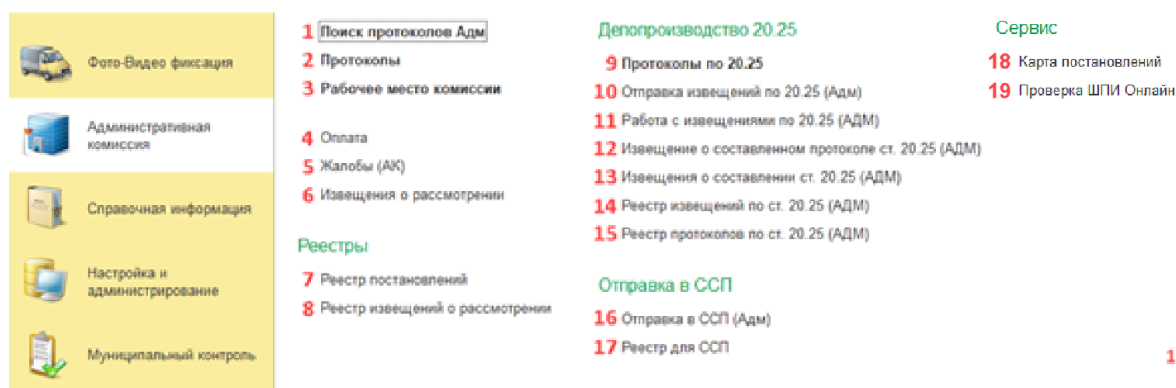 Фото-Видео фиксация
Административная
комиссия
Справочная информация
Настройка и
администрирование
Муниципальный контроль
1 Поиск протоколов Адм
2 Протоколы
3 Рабочее место комиссии
4 Оплата
5 Жалобы (АК)
6 Извещения о рассмотрении
Реестры
7 Реестр постановлений
8 Реестр извещений о рассмотрении
Делопроизводство 20.25
9 Протоколы по 20.25
10 Отправка извещений по 20.25 (Адм)
11 Работа с извещениями по 20.25 (АДМ)
12 Извещение о составленном протоколе ст. 20.25 (АДМ)
13 Извещения о составлении ст. 20.25 (АДМ)
14 Реестр извещений по ст. 20.25 (АДМ)
15 Реестр протоколов по ст. 20.25 (АДМ)
Отправка в ССП
16 Отправка в ССП (Адм)
17 Реестр для ССП
Сервис
18 Карта постановлений
19 Проверка ШПИ Онлайн
1